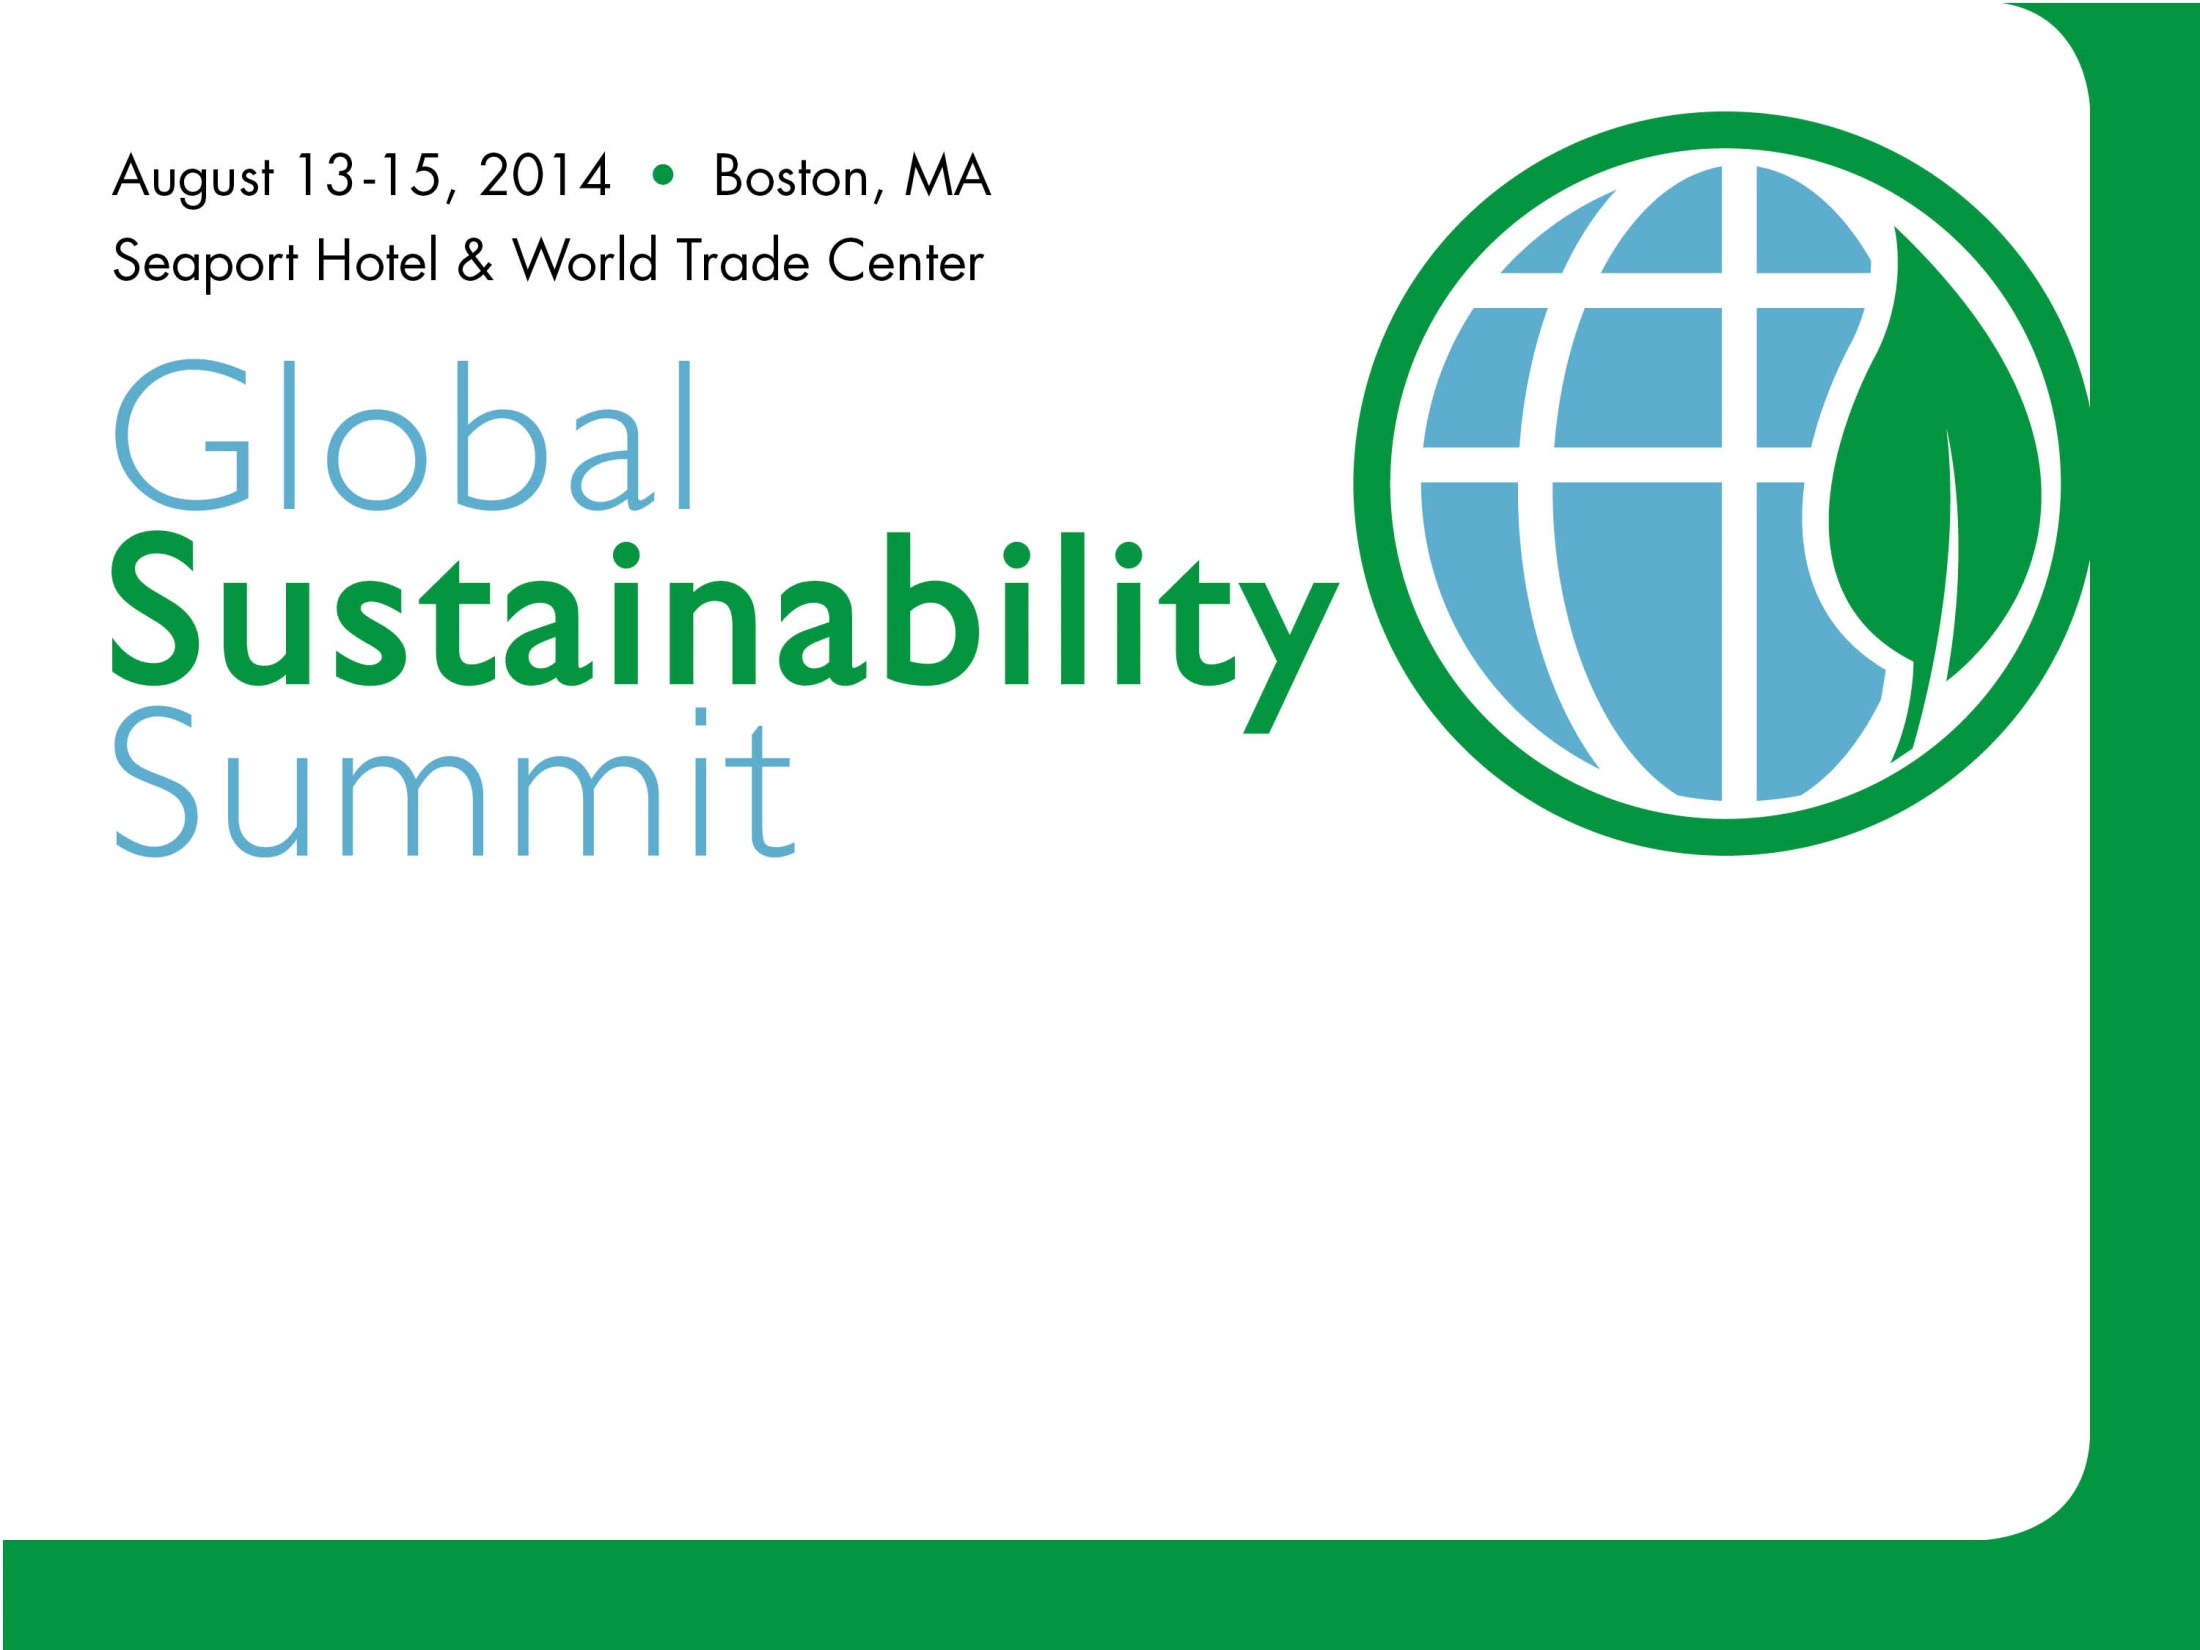 August 13-15, 2014 • Boston, MA
Seaport Hotel & World Trade Center
Global
Sustainability
Summit